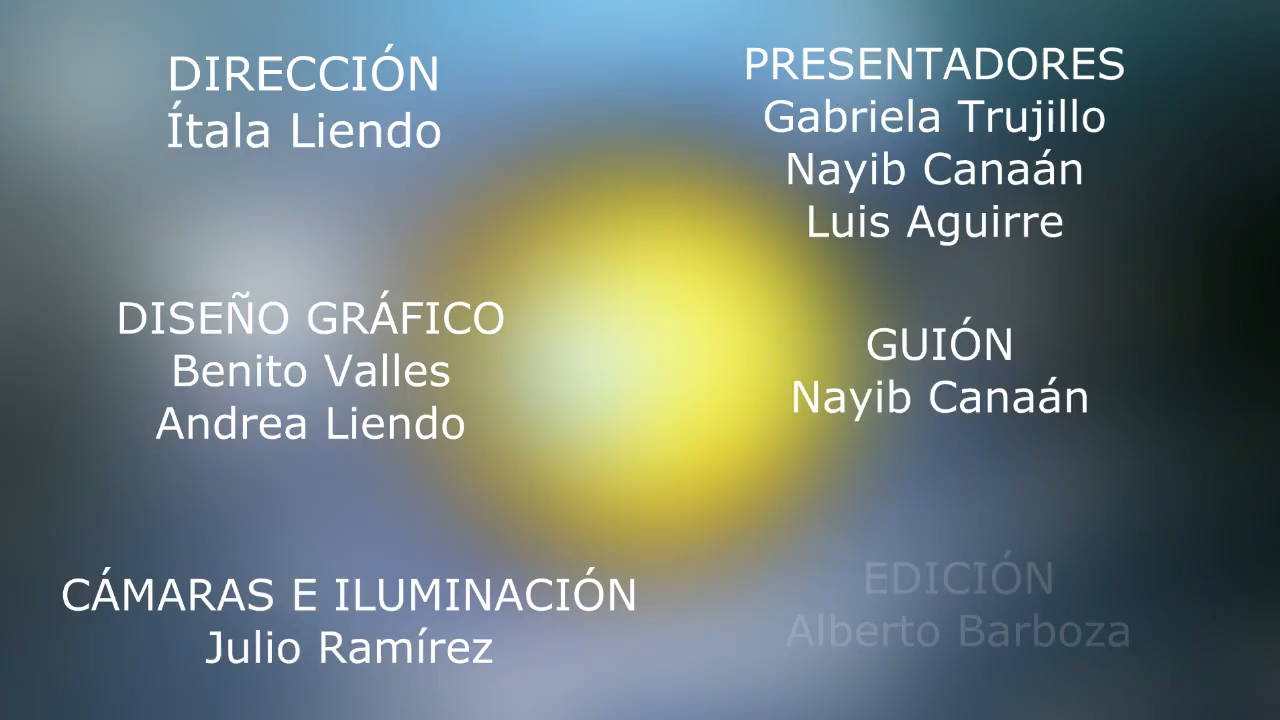 DIRECCIÓN
Ítala Liendo
PRESENTADORES
Gabriela Trujillo
Nayib Canaán
Luis Aguirre
DISEÑO GRÁFICO
Benito Valles
Andrea Liendo
GUIÓN
Nayib Canaán
CÁMARAS E ILUMINACIÓN
Julio Ramírez
EDICIÓN
Alberto Barboza